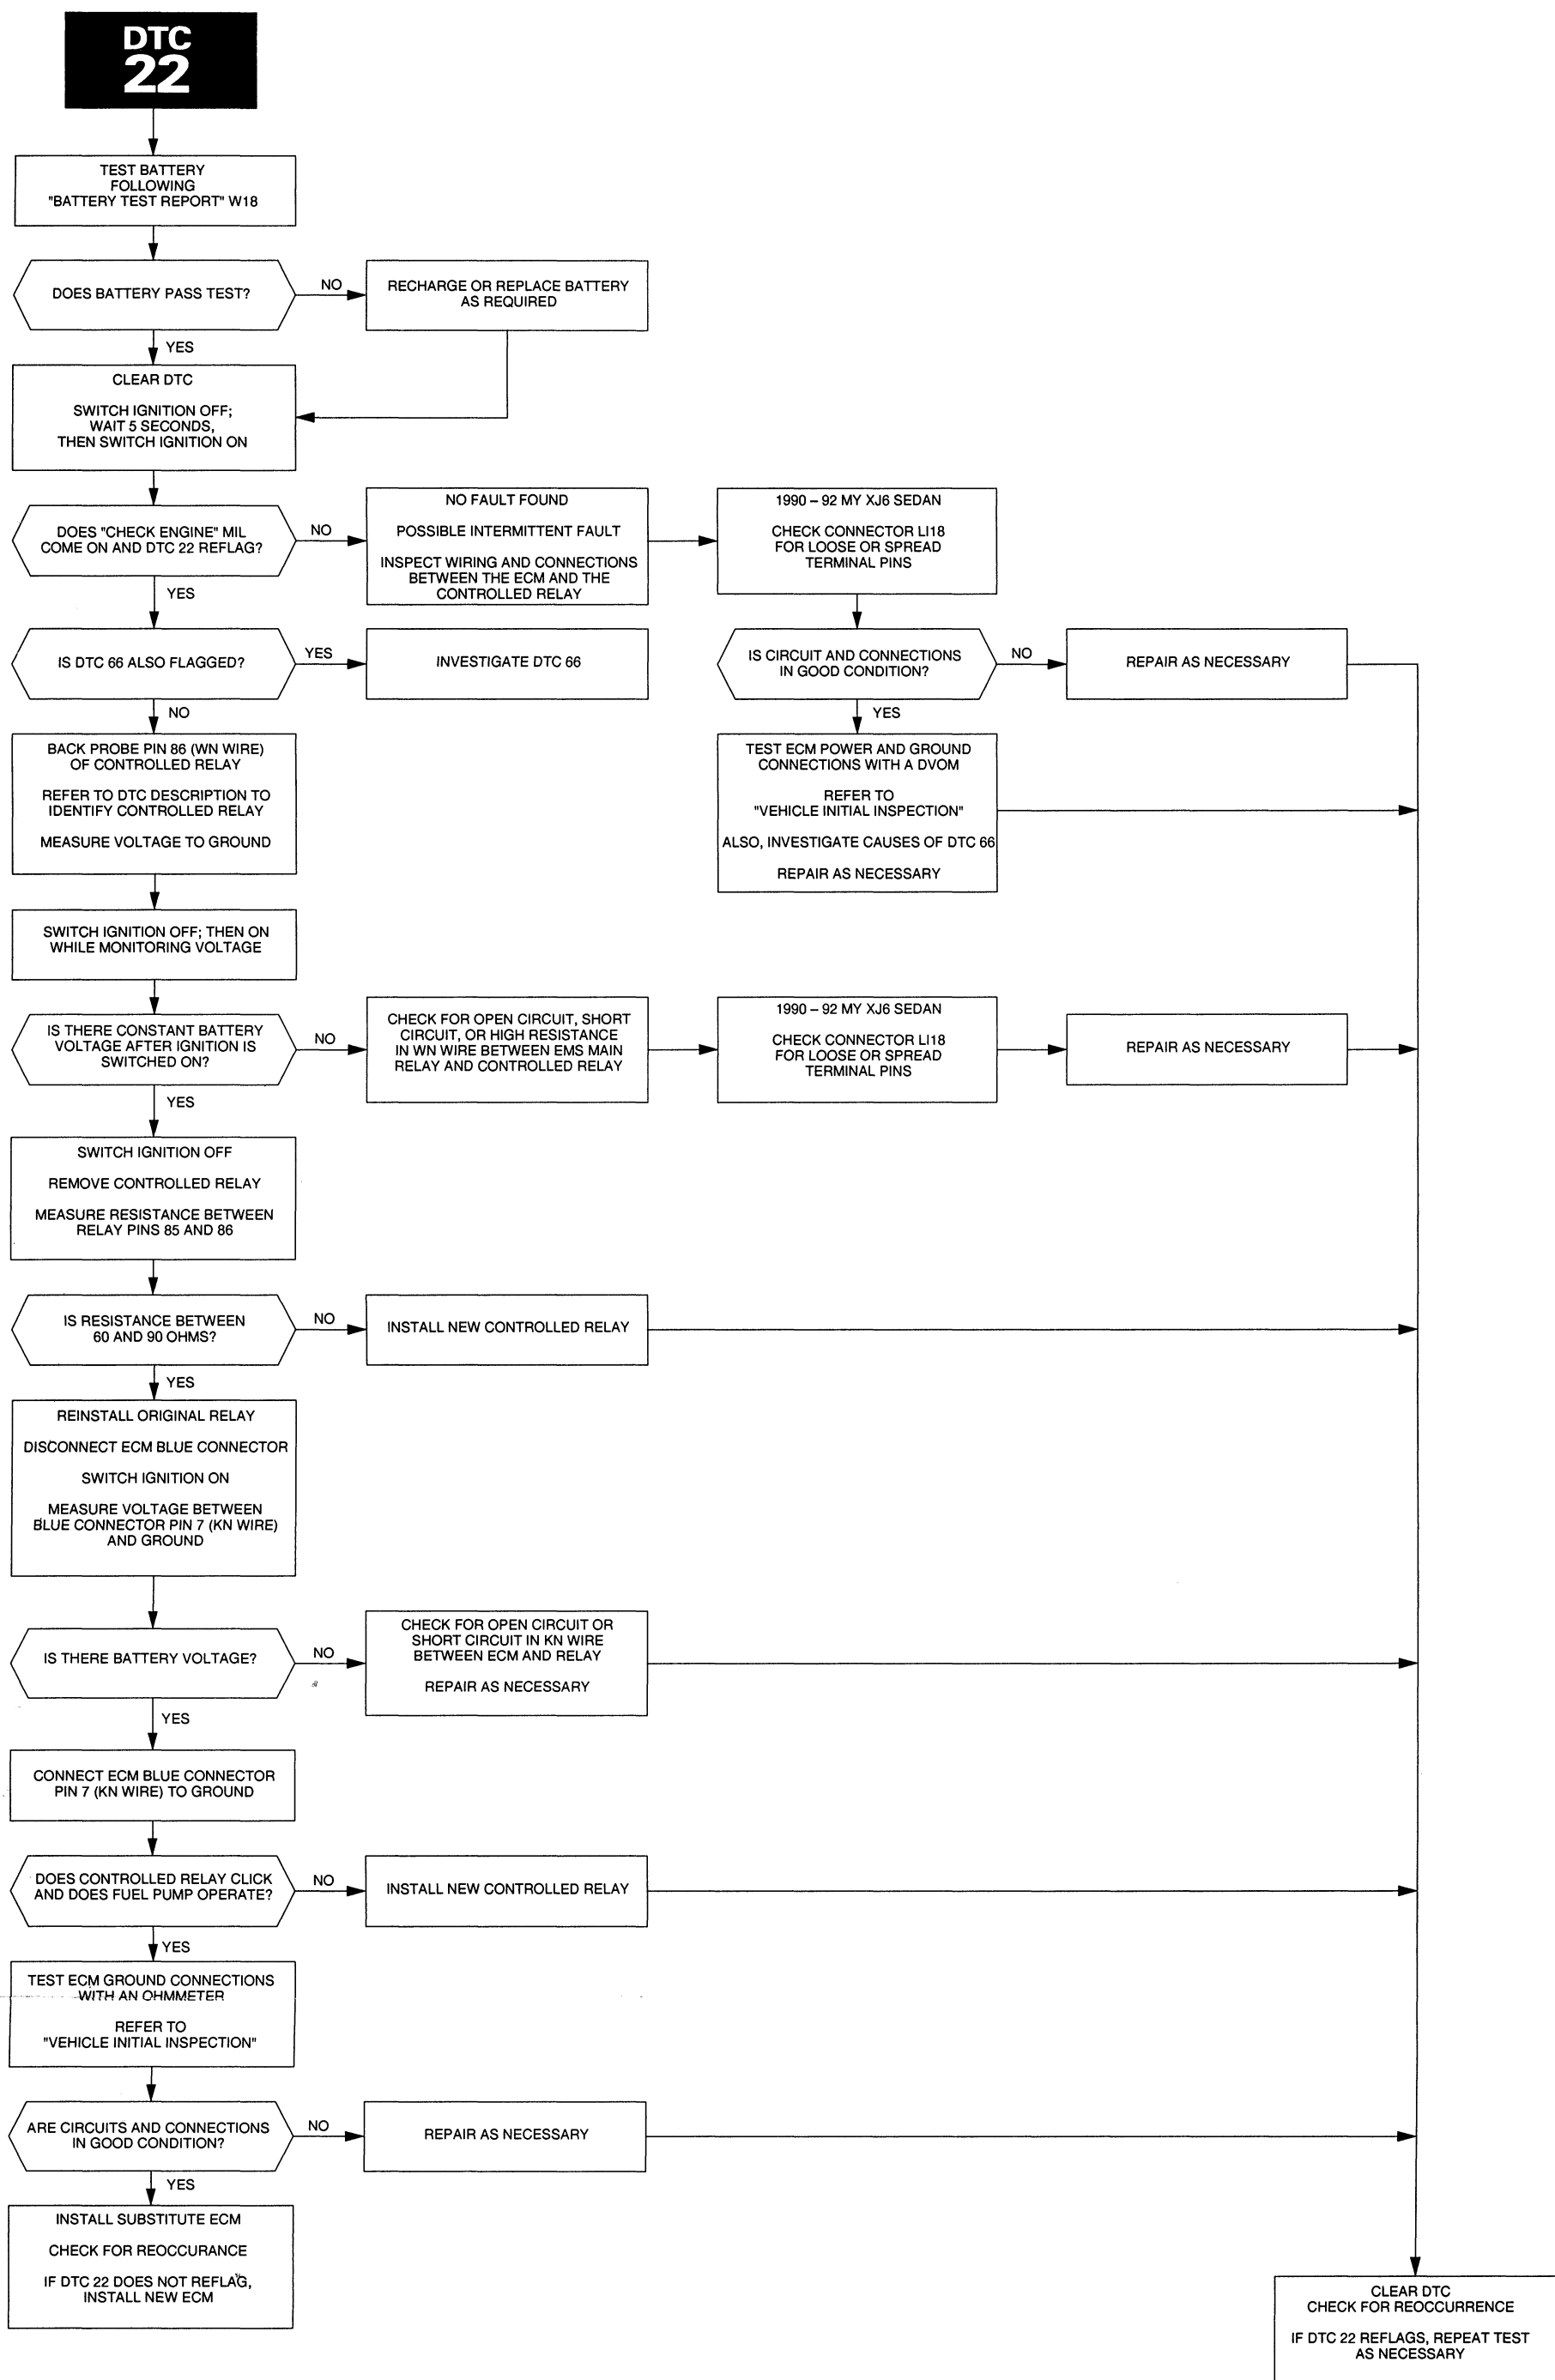 DTC
22
TEST BATTERY
FOLLOWING
"BATTERY TEST REPORT" W18
DOES BATTERY PASS TEST?
NO
RECHARGE OR REPLACE BATTERY
AS REQUIRED
YES
CLEAR DTC
SWITCH IGNITION OFF;
WAIT 5 SECONDS,
THEN SWITCH IGNITION ON
DOES "CHECK ENGINE" MIL
COME ON AND DTC 22 REFLAG?
NO
NO FAULT FOUND
POSSIBLE INTERMITTENT FAULT
INSPECT WIRING AND CONNECTIONS
BETWEEN THE ECM AND THE
CONTROLLED RELAY
1990 – 92 MY XJ6 SEDAN
CHECK CONNECTOR LI18
FOR LOOSE OR SPREAD
TERMINAL PINS
YES
IS DTC 66 ALSO FLAGGED?
YES
INVESTIGATE DTC 66
IS CIRCUIT AND CONNECTIONS
IN GOOD CONDITION?
NO
REPAIR AS NECESSARY
NO
YES
BACK PROBE PIN 86 (WN WIRE)
OF CONTROLLED RELAY
REFER TO DTC DESCRIPTION TO
IDENTIFY CONTROLLED RELAY
MEASURE VOLTAGE TO GROUND
TEST ECM POWER AND GROUND
CONNECTIONS WITH A DVOM
REFER TO
"VEHICLE INITIAL INSPECTION"
ALSO, INVESTIGATE CAUSES OF DTC 66
REPAIR AS NECESSARY
SWITCH IGNITION OFF; THEN ON
WHILE MONITORING VOLTAGE
IS THERE CONSTANT BATTERY
VOLTAGE AFTER IGNITION IS
SWITCHED ON?
NO
CHECK FOR OPEN CIRCUIT, SHORT
CIRCUIT, OR HIGH RESISTANCE
IN WN WIRE BETWEEN EMS MAIN
RELAY AND CONTROLLED RELAY
1990 – 92 MY XJ6 SEDAN
CHECK CONNECTOR LI18
FOR LOOSE OR SPREAD
TERMINAL PINS
REPAIR AS NECESSARY
YES
SWITCH IGNITION OFF
REMOVE CONTROLLED RELAY
MEASURE RESISTANCE BETWEEN
RELAY PINS 85 AND 86
IS RESISTANCE BETWEEN
60 AND 90 OHMS?
NO
INSTALL NEW CONTROLLED RELAY
YES
REINSTALL ORIGINAL RELAY
DISCONNECT ECM BLUE CONNECTOR
SWITCH IGNITION ON
MEASURE VOLTAGE BETWEEN
BLUE CONNECTOR PIN 7 (KN WIRE)
AND GROUND
IS THERE BATTERY VOLTAGE?
NO
CHECK FOR OPEN CIRCUIT OR
SHORT CIRCUIT IN KN WIRE
BETWEEN ECM AND RELAY
REPAIR AS NECESSARY
YES
CONNECT ECM BLUE CONNECTOR
PIN 7 (KN WIRE) TO GROUND
DOES CONTROLLED RELAY CLICK
AND DOES FUEL PUMP OPERATE?
NO
INSTALL NEW CONTROLLED RELAY
YES
TEST ECM GROUND CONNECTIONS
WITH AN OHMMETER
REFER TO
"VEHICLE INITIAL INSPECTION"
ARE CIRCUITS AND CONNECTIONS
IN GOOD CONDITION?
NO
REPAIR AS NECESSARY
YES
INSTALL SUBSTITUTE ECM
CHECK FOR REOCCURANCE
IF DTC 22 DOES NOT REFLAG,
INSTALL NEW ECM
CLEAR DTC
CHECK FOR REOCCURRENCE
IF DTC 22 REFLAGS, REPEAT TEST
AS NECESSARY